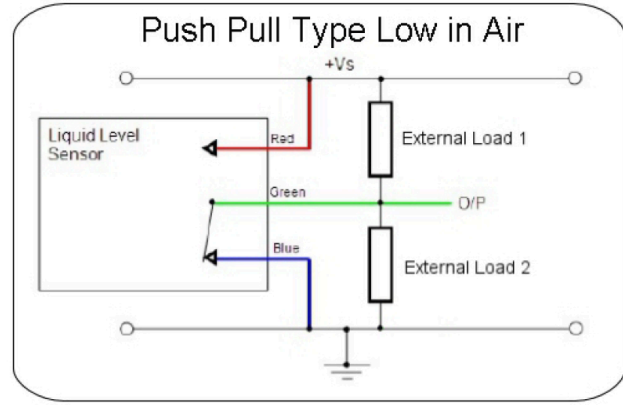 Push Pull Type Low in Air
+Vs
Liquid Level
Sensor
Red
External Load 1
Green
O/P
Blue
External Load 2